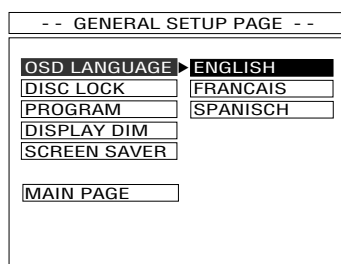 - - GENERAL SETUP PAGE - -
OSD LANGUAGE ENGLISH
DISC LOCK FRANCAIS
PROGRAM SPANISCH
DISPLAY DIM
SCREEN SAVER
MAIN PAGE